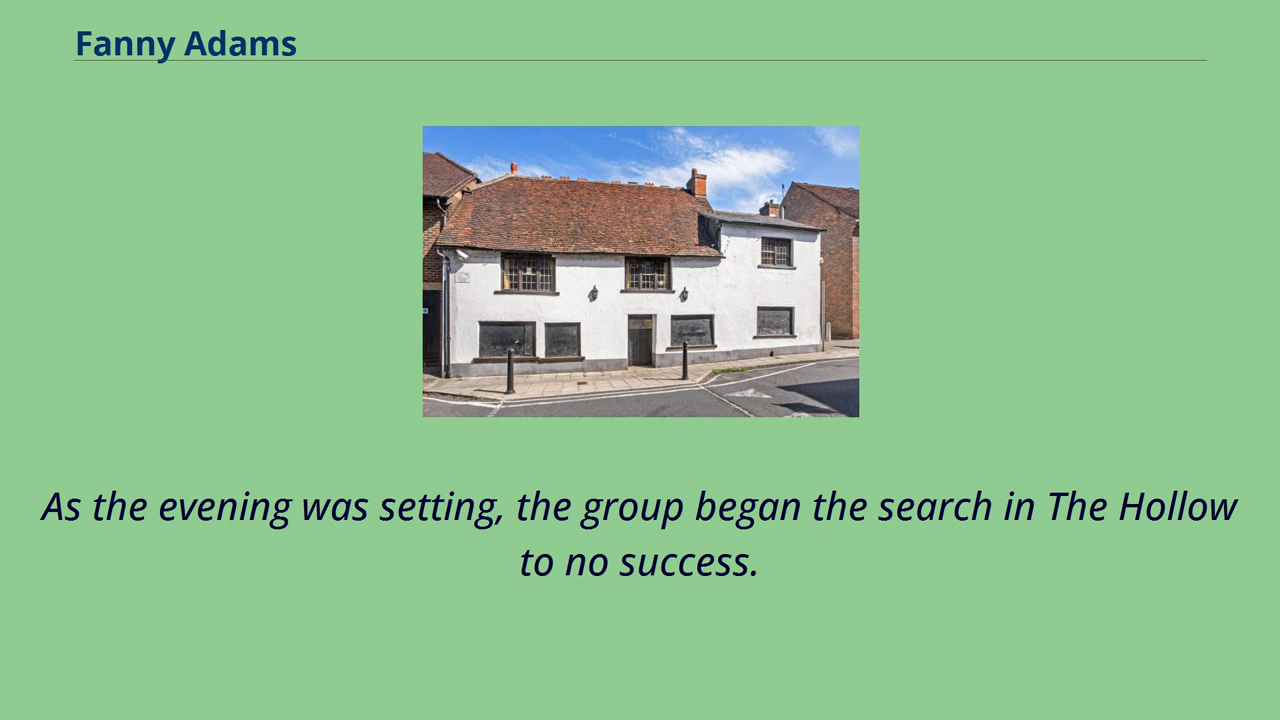 Fanny Adams
As the evening was setting, the group began the search in The Hollow
to no success.